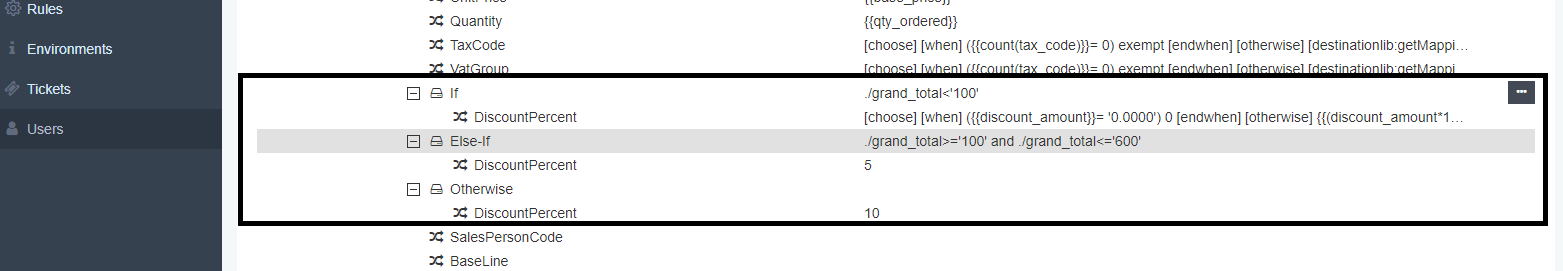 Rules
Environments
Tickets
Users
{{base_price}}
Quantity {{qty_ordered}}
TaxCode [choose] [when] ({{count(tax_code)}}= 0) exempt [endwhen] [otherwise] [destinationlib:getMappi...
VatGroup [choose] [when] ({{count(tax_code)}}= 0) exempt [endwhen] [otherwise] [destinationlib:getMappi...
If ./grand_total<'100'
DiscountPercent [choose] [when] ({{discount_amount}}= '0.0000') 0 [endwhen] [otherwise] {{(discount_amount*1...
Else-If ./grand_total>='100' and ./grand_total<='600'
DiscountPercent 5
Otherwise
DiscountPercent 10
SalesPersonCode
BaseLine